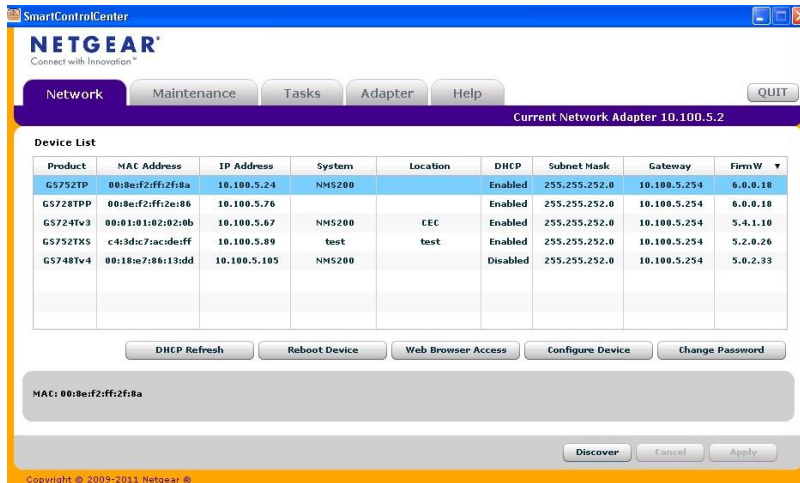 SmartControlCenter
NETGEAR®
Connect with Innovation™
Network Maintenance Tasks Adapter Help QUIT
Current Network Adapter 10.100.5.2
Device List
Product MAC Address IP Address System Location DHCP Subnet Mask Gateway FirmW ▼
GS752TP 00:8e:f2:ff:2f:8a 10.100.5.24 NMS200 Enabled 255.255.252.0 10.100.5.254 6.0.0.18
GS728TPP 00:8e:f2:ff:2e:86 10.100.5.76 Enabled 255.255.252.0 10.100.5.254 6.0.0.18
GS724Tv3 00:01:01:02:02:0b 10.100.5.67 NMS200 CEC Enabled 255.255.252.0 10.100.5.254 5.4.1.10
GS752TXS c4:3d:c7:ac:de:ff 10.100.5.89 test test Enabled 255.255.252.0 10.100.5.254 5.2.0.26
GS748Tv4 00:18:e7:86:13:dd 10.100.5.105 NMS200 Disabled 255.255.252.0 10.100.5.254 5.0.2.33
DHCP Refresh Reboot Device Web Browser Access Configure Device Change Password
MAC: 00:8e:f2:ff:2f:8a
Discover Cancel Apply
Copyright © 2009-2011 Netgear ®